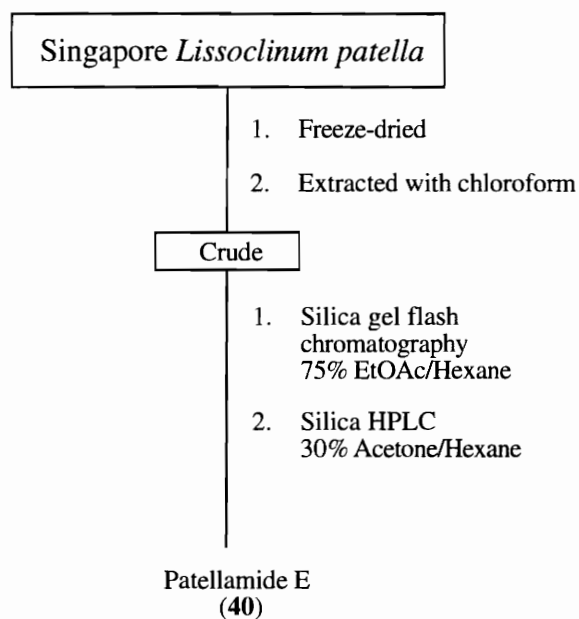 Singapore Lissoclinum patella
1. Freeze-dried
2. Extracted with chloroform
Crude
1. Silica gel flash
chromatography
75% EtOAc/Hexane
2. Silica HPLC
30% Acetone/Hexane
Patellamide E
(40)